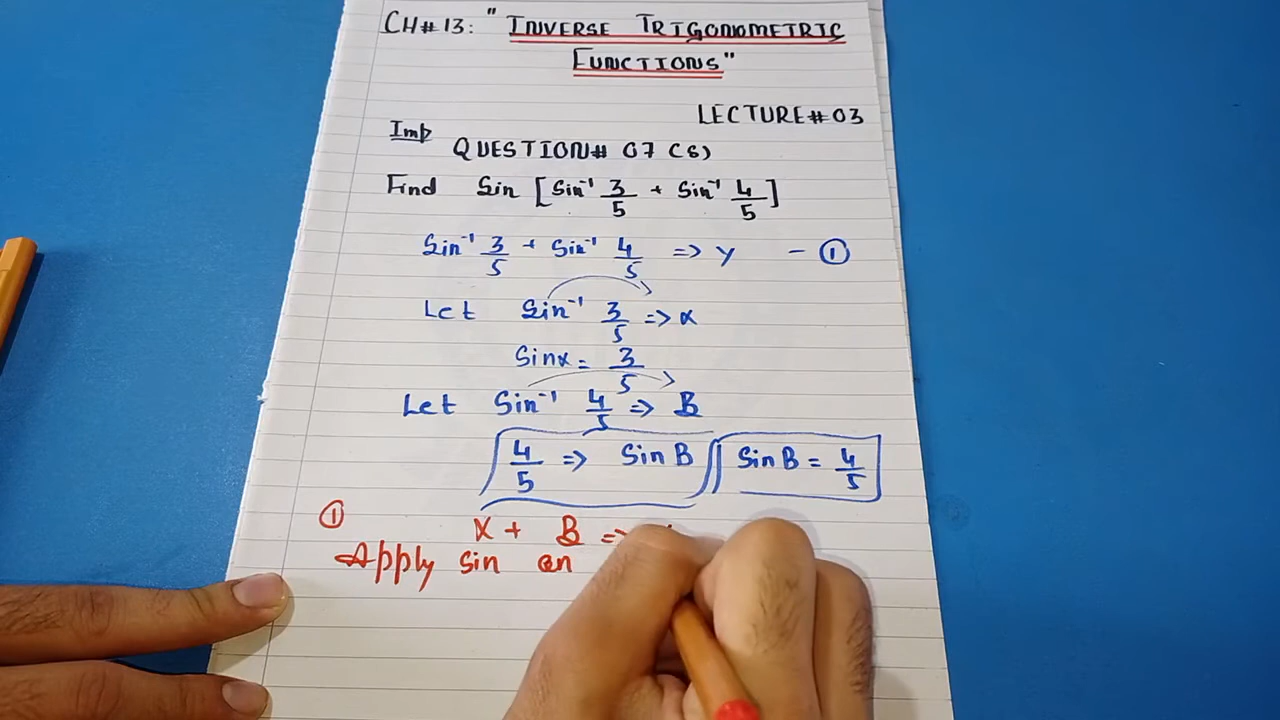 CH# 13: " INVERSE TRIGONOMETRIC
FUNCTIONS"
LECTURE# 03
Imp
QUESTION# 07 (6)
Find Sin [Sin⁻¹ 3/5 + Sin⁻¹ 4/5]
Sin⁻¹ 3/5 + Sin⁻¹ 4/5 => y - ①
Let Sin⁻¹ 3/5 => α
Sinα = 3/5
Let Sin⁻¹ 4/5 => B
4/5 => Sin B Sin B = 4/5
①
α + B =>
Apply sin on